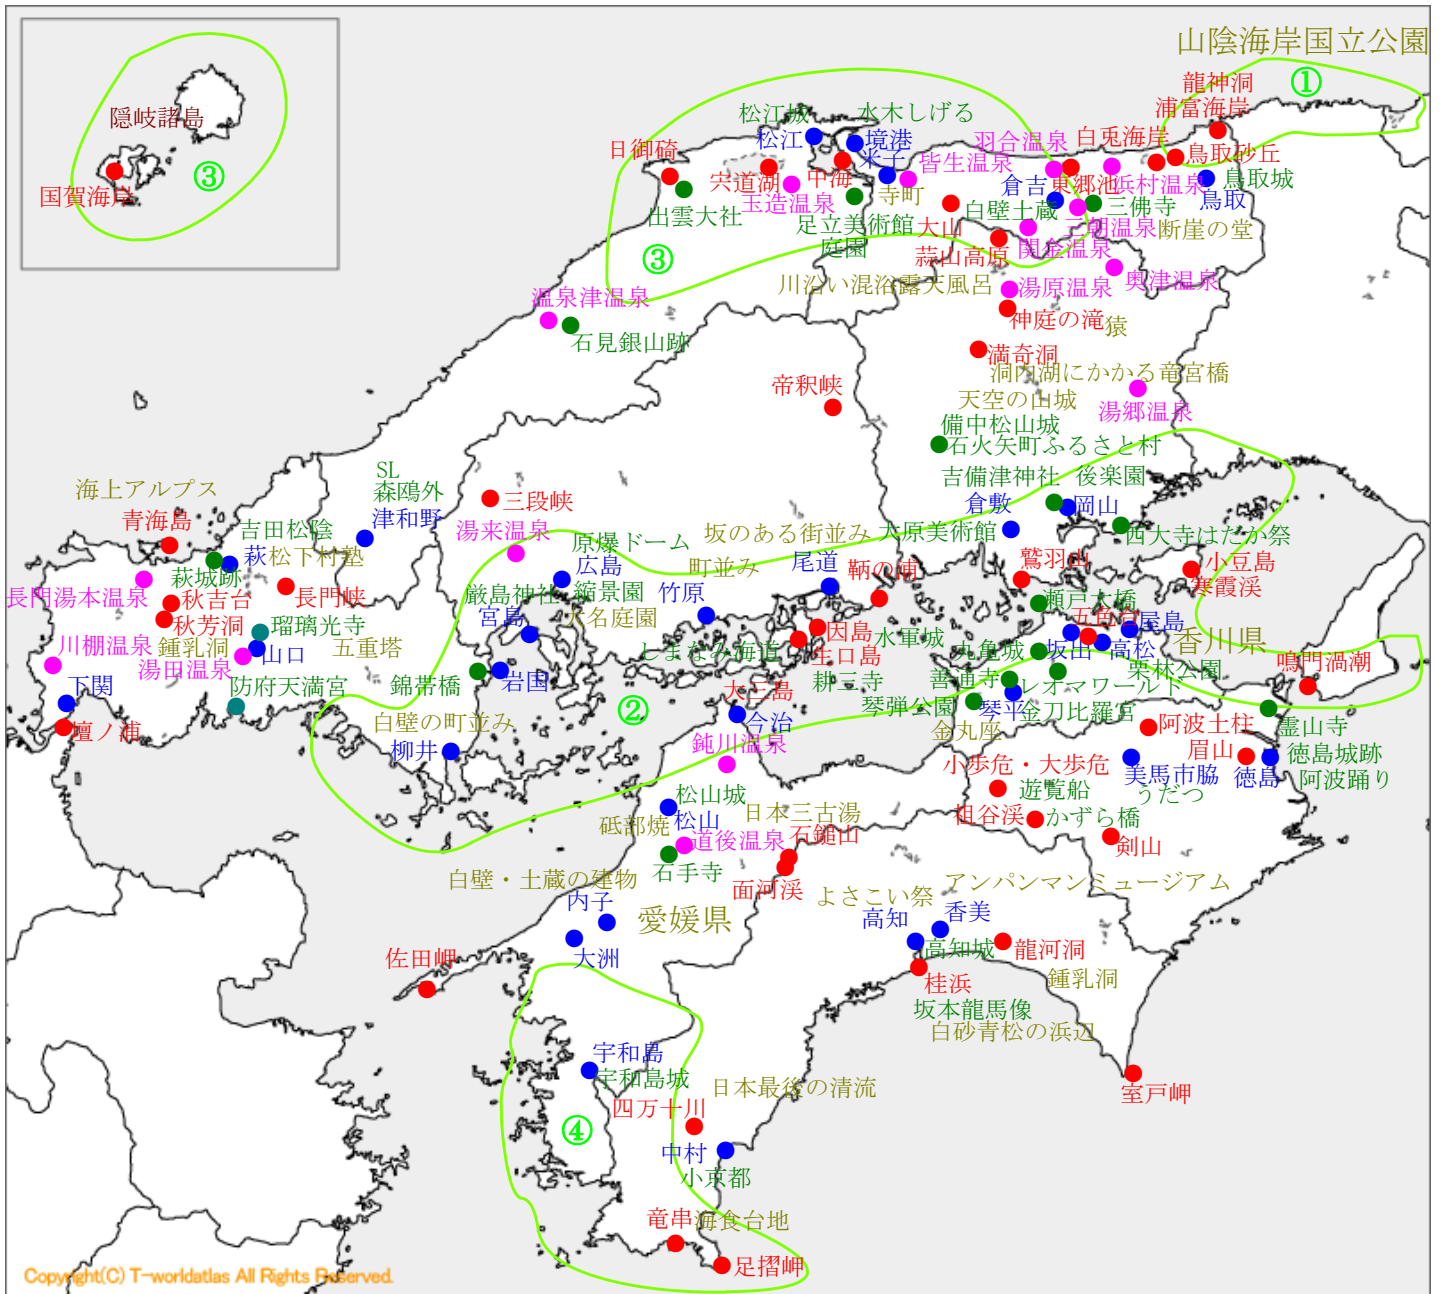 山陰海岸国立公園
①
龍神洞
浦富海岸
隠岐諸島
国賀海岸
③
松江城
水木しげる
松江
境港
米子
日御碕
宍道湖
中海
皆生温泉
羽合温泉
白兎海岸
鳥取砂丘
玉造温泉
寺町
倉吉
東郷池
浜村温泉
鳥取城
鳥取
出雲大社
足立美術館
庭園
大山
白壁土蔵
三佛寺
三朝温泉
断崖の堂
関金温泉
蒜山高原
③
川沿い混浴露天風呂
湯原温泉
奥津温泉
温泉津温泉
石見銀山跡
神庭の滝
猿
満奇洞
洞内湖にかかる竜宮橋
帝釈峡
天空の山城
湯郷温泉
備中松山城
石火矢町ふるさと村
吉備津神社
後楽園
SL
森鴎外
津和野
海上アルプス
青海島
吉田松陰
萩
松下村塾
萩城跡
三段峡
湯来温泉
原爆ドーム
広島
坂のある街並み
大原美術館
倉敷
岡山
西大寺はだか祭
長門湯本温泉
秋吉台
長門峡
秋芳洞
瑠璃光寺
鍾乳洞
五重塔
川棚温泉
湯田温泉
山口
下関
防府天満宮
壇ノ浦
厳島神社
縮景園
宮島
大名庭園
町並み
竹原
尾道
鞆の浦
鷲羽山
小豆島
寒霞渓
瀬戸大橋
五色台
屋島
香川県
因島
水軍城
丸亀城
坂出
高松
しまなみ海道
生口島
耕三寺
善通寺
栗林公園
レオマワールド
鳴門渦潮
錦帯橋
岩国
②
大三島
今治
琴弾公園
琴平
金刀比羅宮
金丸座
霊山寺
白壁の町並み
柳井
鈍川温泉
阿波土柱
眉山
徳島城跡
小歩危・大歩危
美馬市脇
徳島
阿波踊り
遊覧船
うだつ
松山城
日本三古湯
砥部焼
松山
道後温泉
石鎚山
祖谷渓
かずら橋
剣山
石手寺
面河渓
白壁・土蔵の建物
内子
愛媛県
よさこい祭
アンパンマンミュージアム
高知
香美
大洲
高知城
龍河洞
佐田岬
桂浜
鍾乳洞
坂本龍馬像
白砂青松の浜辺
宇和島
宇和島城
日本最後の清流
室戸岬
四万十川
④
中村
小京都
竜串
海食台地
足摺岬
Copyright(C) T-worldatlas All Rights Reserved.